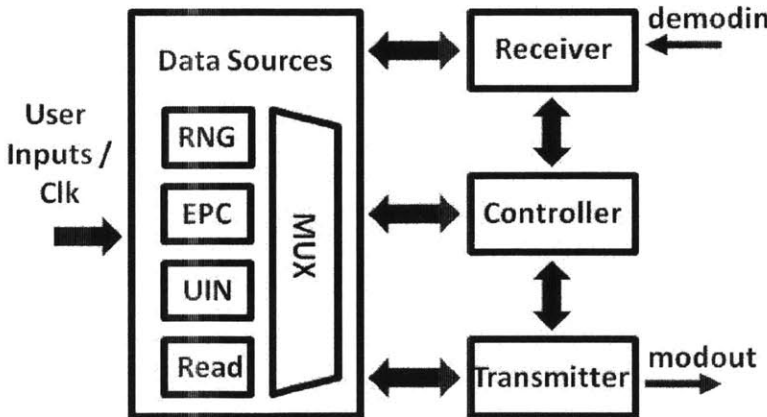 demodin
Receiver
Data Sources
User
Inputs /
Clk
RNG
EPC
UIN
Read
MUX
Controller
Transmitter
modout